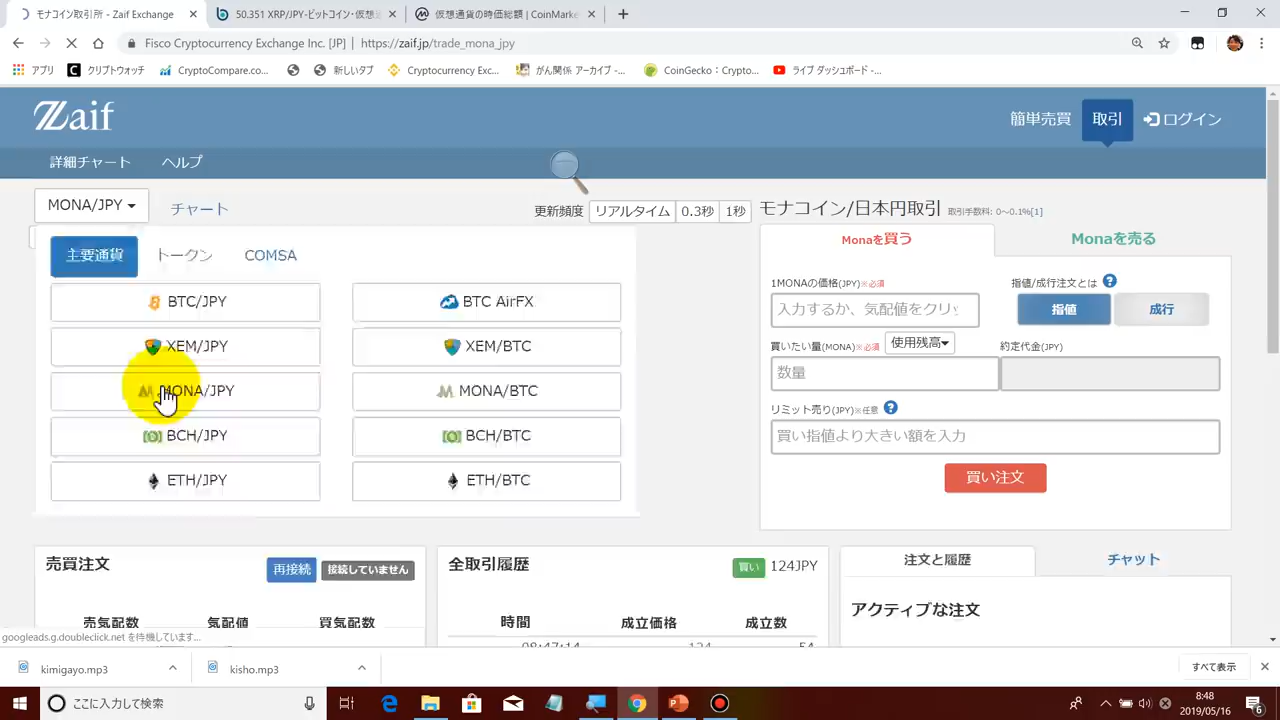 モナコイン取引所 - Zaif Exchange
50.351 XRP/JPY-ビットコイン・仮想通
仮想通貨の時価総額 | CoinMarke
Fisco Cryptocurrency Exchange Inc. [JP] | https://zaif.jp/trade_mona_jpy
アプリ
クリプトウォッチ
CryptoCompare.co...
新しいタブ
Cryptocurrency Exc...
がん関係 アーカイブ -...
CoinGecko：Crypto...
ライブ ダッシュボード -...
Zaif
簡単売買
取引
ログイン
詳細チャート
ヘルプ
MONA/JPY
チャート
更新頻度
リアルタイム
0.3秒
1秒
モナコイン/日本円取引
取引手数料: 0～0.1%[1]
主要通貨
トークン
COMSA
Monaを買う
Monaを売る
BTC/JPY
BTC AirFX
XEM/JPY
XEM/BTC
MONA/JPY
MONA/BTC
BCH/JPY
BCH/BTC
ETH/JPY
ETH/BTC
1MONAの価格(JPY)※必須
指値/成行注文とは
入力するか、気配値をクリッ
指値
成行
買いたい量(MONA)※必須
使用残高
約定代金(JPY)
数量
リミット売り(JPY)※任意
買い指値より大きい額を入力
買い注文
売買注文
再接続
接続していません
全取引履歴
買い
124JPY
注文と履歴
チャット
売気配数
気配値
買気配数
時間
成立価格
成立数
アクティブな注文
08:47:14
124
54
googleads.g.doubleclick.net を待機しています...
kimigayo.mp3
kisho.mp3
すべて表示
ここに入力して検索
8:48
2019/05/16
6